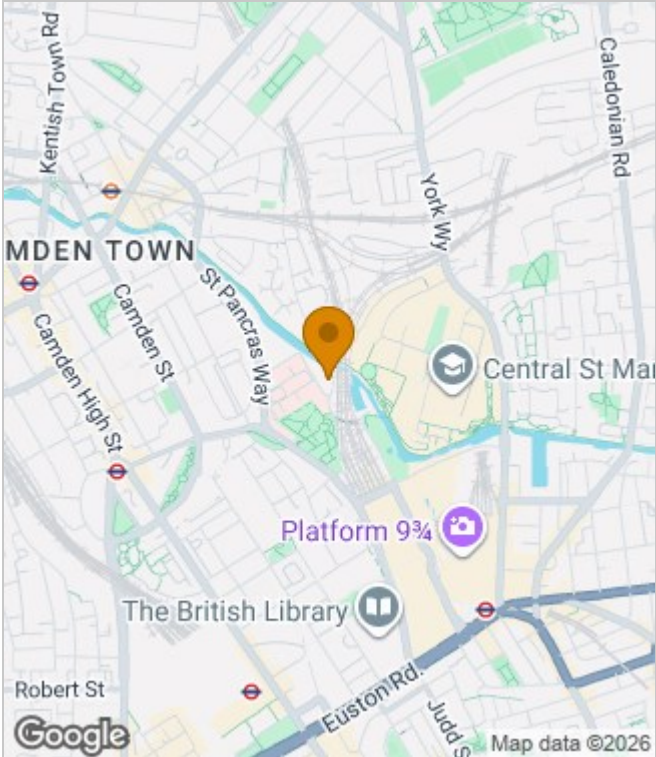 Kentish Town Rd
Caledonian Rd
York Wy
MDEN TOWN
St Pancras Way
Camden St
Camden High St
Central St Mar
Platform 9¾
The British Library
Robert St
Euston Rd.
Judd S
Google
Map data ©2026